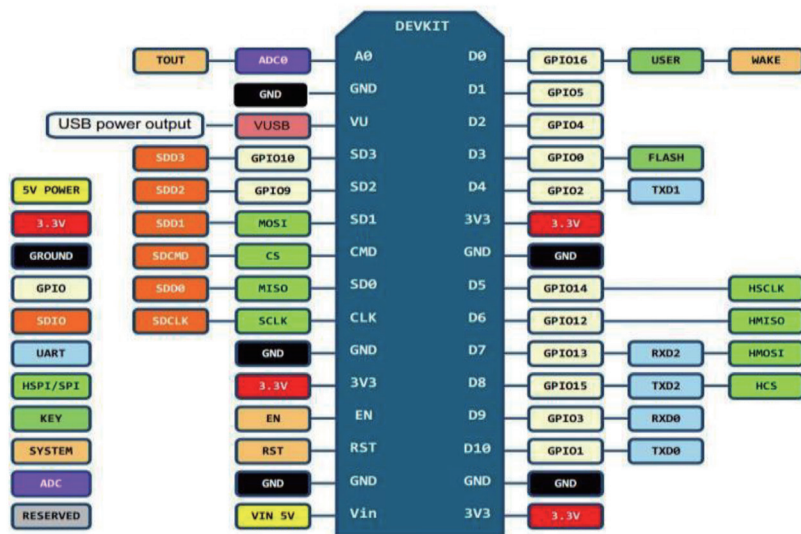 DEVKIT
TOUT ADC0 A0 D0 GPIO16 USER WAKE
GND GND D1 GPIO5
USB power output VUSB VU D2 GPIO4
SDD3 GPIO10 SD3 D3 GPIO0 FLASH
5V POWER SDD2 GPIO9 SD2 D4 GPIO2 TXD1
3.3V SDD1 MOSI SD1 3V3 3.3V
GROUND SDCMD CS CMD GND GND
GPIO SDD0 MISO SD0 D5 GPIO14 HSCLK
SDIO SDCLK SCLK CLK D6 GPIO12 HMISO
UART GND GND D7 GPIO13 RXD2 HMOSI
HSPI/SPI 3.3V 3V3 D8 GPIO15 TXD2 HCS
KEY EN EN D9 GPIO3 RXD0
SYSTEM RST RST D10 GPIO1 TXD0
ADC GND GND GND GND
RESERVED VIN 5V Vin 3V3 3.3V